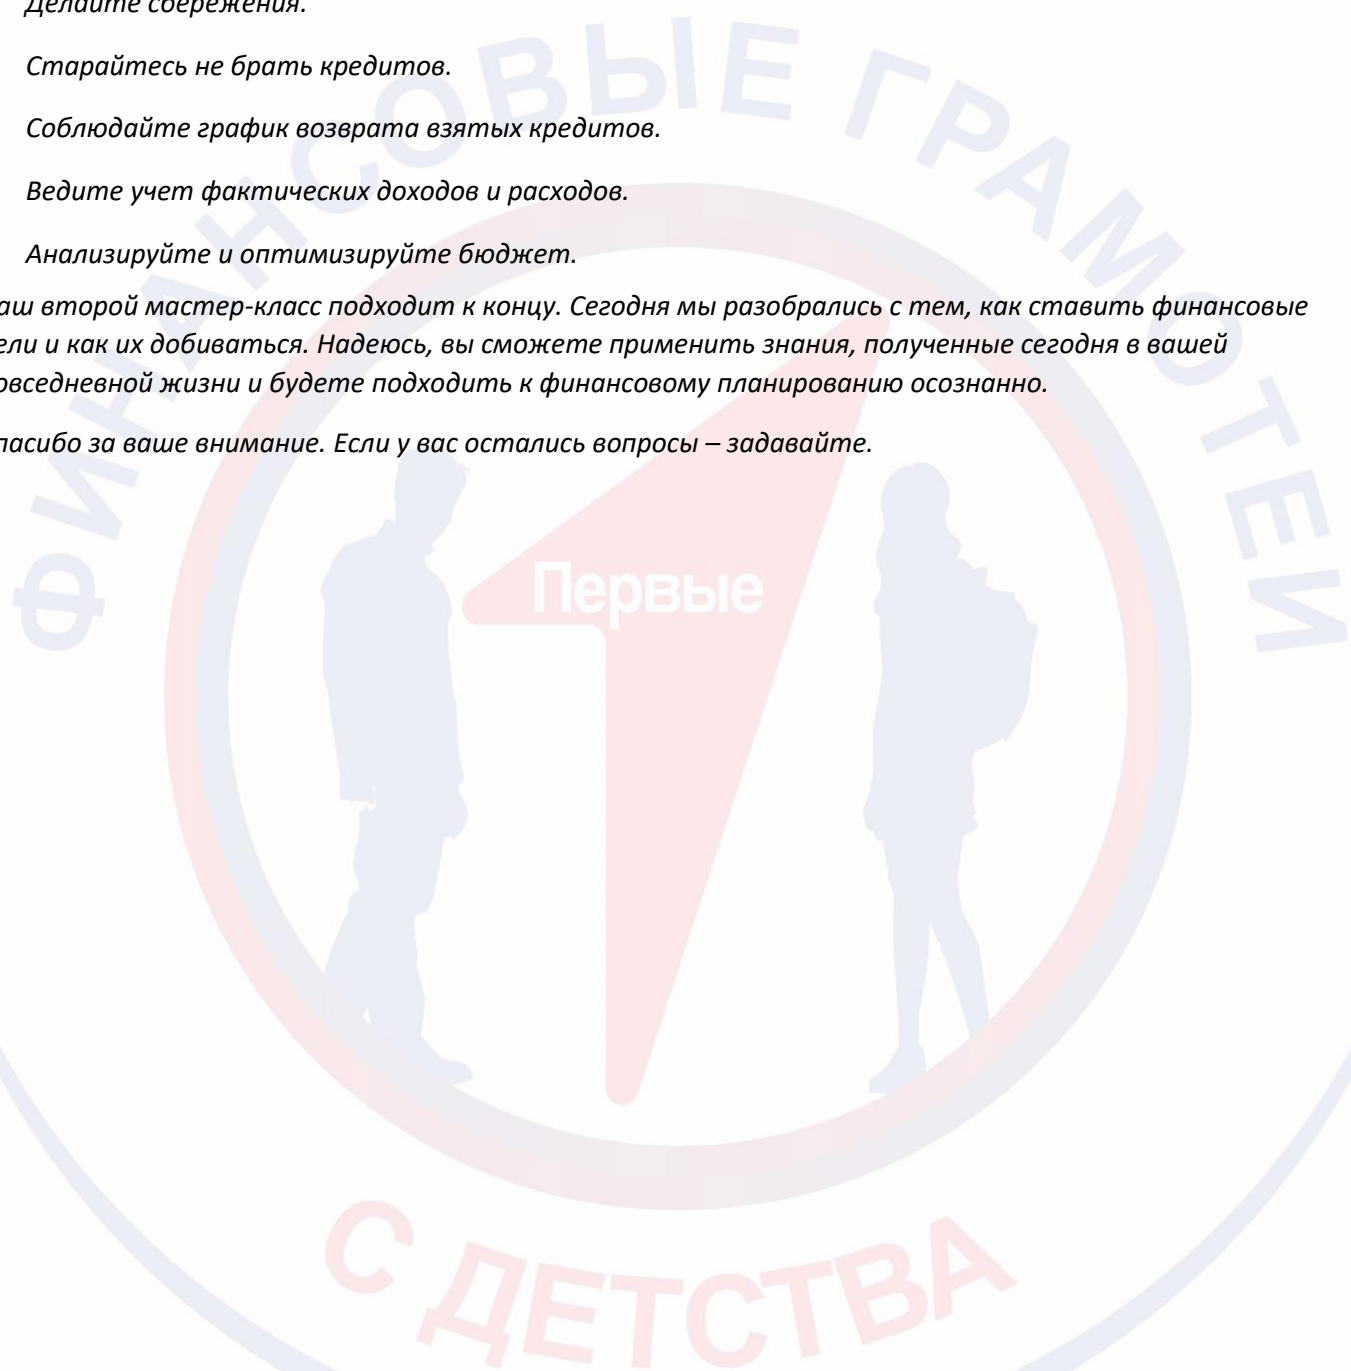 Делайте сбережения.
Старайтесь не брать кредитов.
Соблюдайте график возврата взятых кредитов.
Ведите учет фактических доходов и расходов.
Анализируйте и оптимизируйте бюджет.
аш второй мастер-класс подходит к концу. Сегодня мы разобрались с тем, как ставить финансовые
ели и как их добиваться. Надеюсь, вы сможете применить знания, полученные сегодня в вашей
овседневной жизни и будете подходить к финансовому планированию осознанно.
пасибо за ваше внимание. Если у вас остались вопросы – задавайте.
ФИНАНСОВЫЕ ГРАМОТЕИ
Первые
С ДЕТСТВА